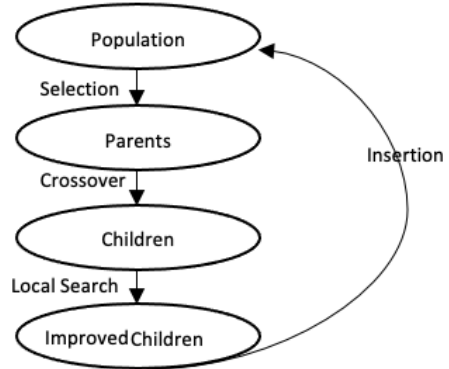 Population
Selection
Parents
Insertion
Crossover
Children
Local Search
Improved Children